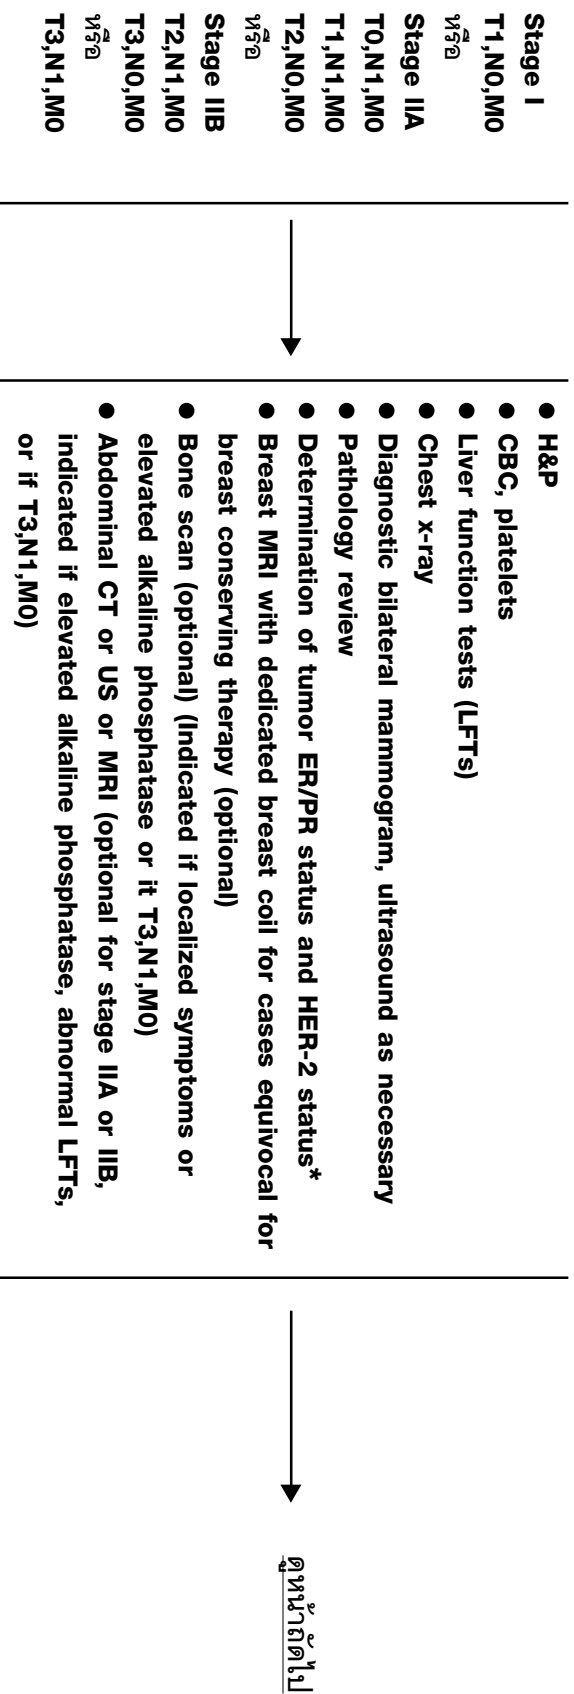 Stage I
T1,N0,M0
หรือ
Stage IIA
T0,N1,M0
T1,N1,M0
T2,N0,M0
หรือ
Stage IIB
T2,N1,M0
T3,N0,M0
หรือ
T3,N1,M0
● H&P
● CBC, platelets
● Liver function tests (LFTs)
● Chest x-ray
● Diagnostic bilateral mammogram, ultrasound as necessary
● Pathology review
● Determination of tumor ER/PR status and HER-2 status*
● Breast MRI with dedicated breast coil for cases equivocal for
breast conserving therapy (optional)
● Bone scan (optional) (Indicated if localized symptoms or
elevated alkaline phosphatase or it T3,N1,M0)
● Abdominal CT or US or MRI (optional for stage IIA or IIB,
indicated if elevated alkaline phosphatase, abnormal LFTs,
or if T3,N1,M0)
ดูหน้าถัดไป